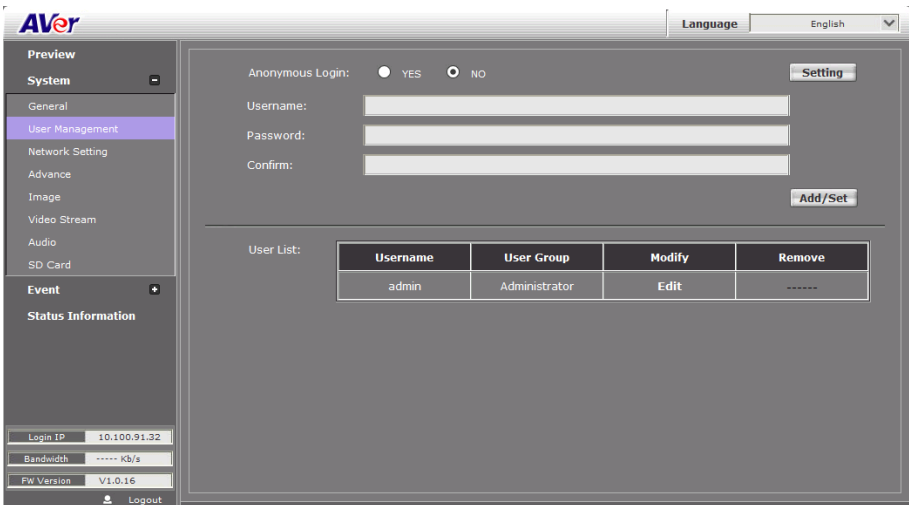 AVer
Language English
Preview
System
General
User Management
Network Setting
Advance
Image
Video Stream
Audio
SD Card
Event
Status Information
Login IP 10.100.91.32
Bandwidth ----- Kb/s
FW Version V1.0.16
Logout
Anonymous Login: YES NO Setting
Username:
Password:
Confirm:
Add/Set
User List:
Username User Group Modify Remove
admin Administrator Edit ------